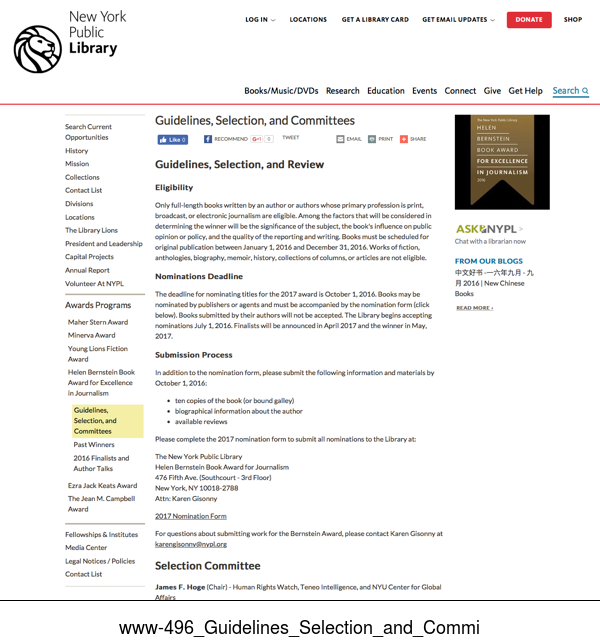 New York
Public
Library
LOG IN
LOCATIONS
GET A LIBRARY CARD
GET EMAIL UPDATES
DONATE
SHOP
Books/Music/DVDs Research Education Events Connect Give Get Help Search
Search Current
Opportunities
History
Mission
Collections
Contact List
Divisions
Locations
The Library Lions
President and Leadership
Capital Projects
Annual Report
Volunteer At NYPL
Awards Programs
Maher Stern Award
Minerva Award
Young Lions Fiction
Award
Helen Bernstein Book
Award for Excellence
in Journalism
Guidelines,
Selection, and
Committees
Past Winners
2016 Finalists and
Author Talks
Ezra Jack Keats Award
The Jean M. Campbell
Award
Fellowships & Institutes
Media Center
Legal Notices / Policies
Contact List
Guidelines, Selection, and Committees
Like 0
RECOMMEND
G+1 0
TWEET
EMAIL
PRINT
SHARE
Guidelines, Selection, and Review
Eligibility
Only full-length books written by an author or authors whose primary profession is print,
broadcast, or electronic journalism are eligible. Among the factors that will be considered in
determining the winner will be the significance of the subject, the book's influence on public
opinion or policy, and the quality of the reporting and writing. Books must be scheduled for
original publication between January 1, 2016 and December 31, 2016. Works of fiction,
anthologies, biography, memoir, history, collections of columns, or articles are not eligible.
Nominations Deadline
The deadline for nominating titles for the 2017 award is October 1, 2016. Books may be
nominated by publishers or agents and must be accompanied by the nomination form (click
below). Books submitted by their authors will not be accepted. The Library begins accepting
nominations July 1, 2016. Finalists will be announced in April 2017 and the winner in May,
2017.
Submission Process
In addition to the nomination form, please submit the following information and materials by
October 1, 2016:
• ten copies of the book (or bound galley)
• biographical information about the author
• available reviews
Please complete the 2017 nomination form to submit all nominations to the Library at:
The New York Public Library
Helen Bernstein Book Award for Journalism
476 Fifth Ave. (Southcourt - 3rd Floor)
New York, NY 10018-2788
Attn: Karen Gisonny
2017 Nomination Form
For questions about submitting work for the Bernstein Award, please contact Karen Gisonny at
karengisonny@nypl.org
Selection Committee
James F. Hoge (Chair) - Human Rights Watch, Teneo Intelligence, and NYU Center for Global
Affairs
The New York Public Library
HELEN
BERNSTEIN
BOOK AWARD
FOR EXCELLENCE
IN JOURNALISM
2016
ASK NYPL >
Chat with a librarian now
FROM OUR BLOGS
中文好书 -一六年九月 - 九
月 2016 | New Chinese
Books
READ MORE ›
www-496_Guidelines_Selection_and_Commi